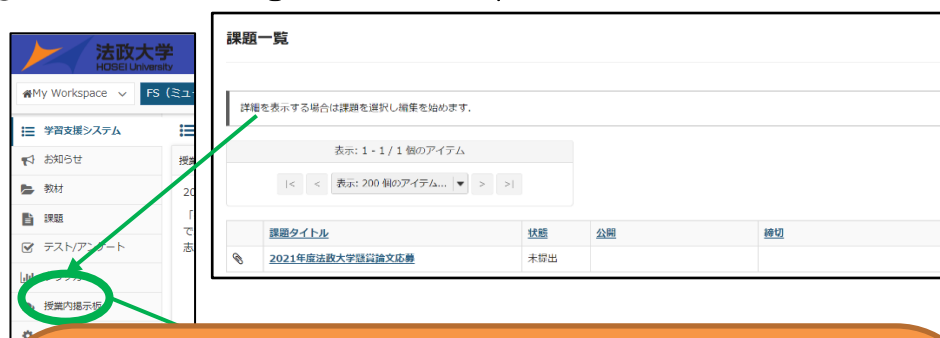 法政大学
HOSEI University
My Workspace
FS（ミュー
学習支援システム
お知らせ
教材
課題
テスト/アンケート
授業内掲示板
授業
20
「
で
志
課題一覧
詳細を表示する場合は課題を選択し編集を始めます.
表示: 1 - 1 / 1 個のアイテム
|< < 表示: 200 個のアイテム... > >|
課題タイトル 状態 公開 締切
2021年度法政大学懸賞論文応募 未提出